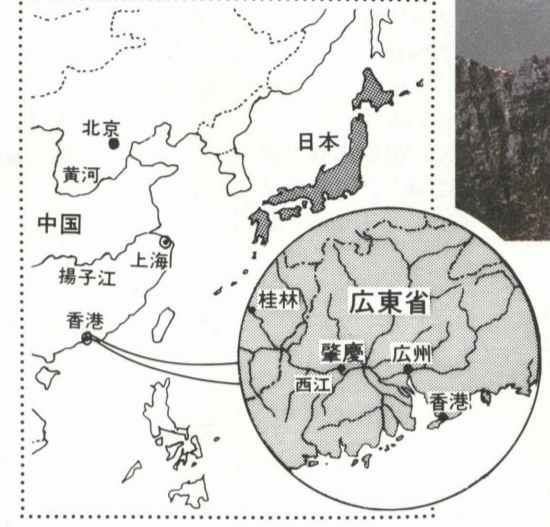 北京
日本
黄河
中国
上海
揚子江
香港
桂林
広東省
肇慶
広州
西江
香港